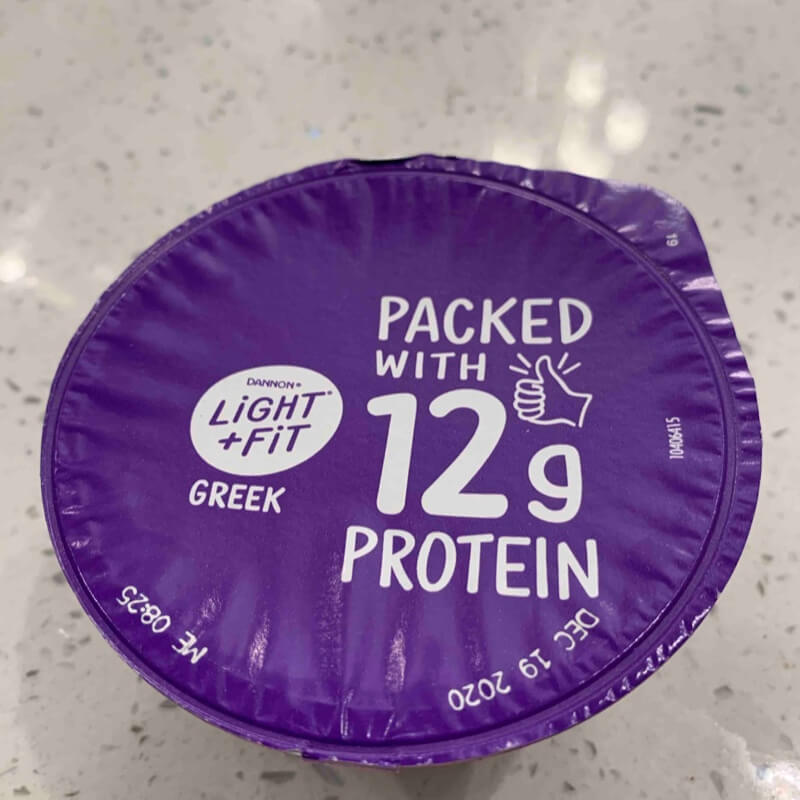 PACKED
WITH
12g
PROTEIN
DANNON®
LiGHT®
+FiT
GREEK
ME 08:25
DEC 19 2020
10406415
19